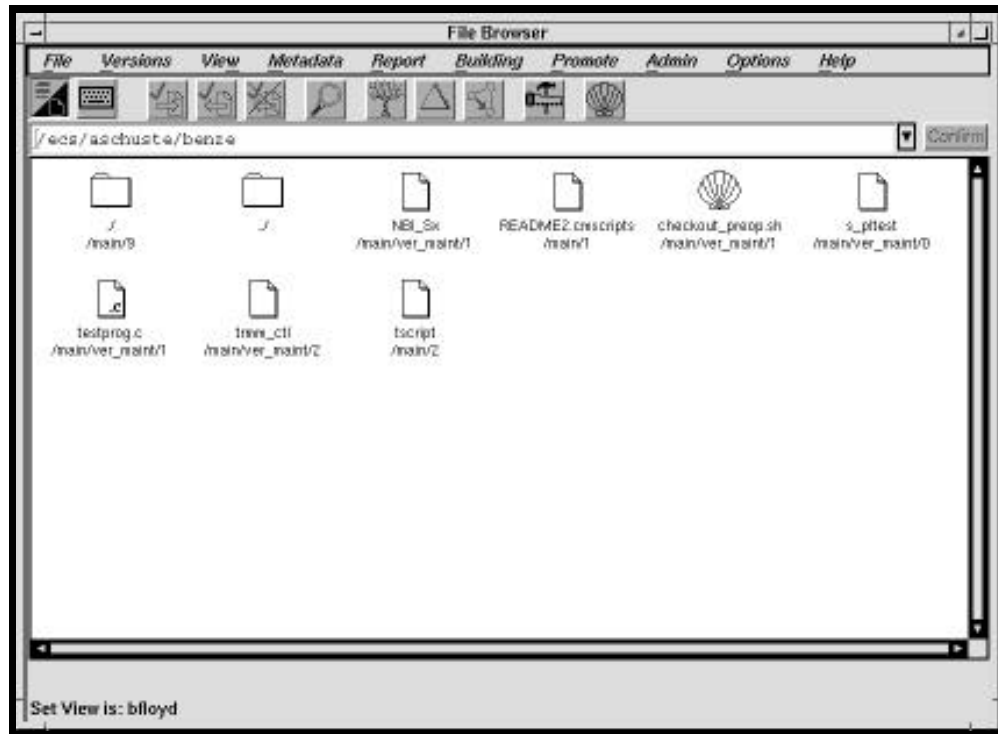 File Browser
File Versions View Metadata Report Building Promote Admin Options Help
/ecs/aschuste/benze
Confirm
./ ../ NBI_Sx README2.cmscripts checkout_preop.sh s_pltest
/main/9 /main/ver_maint/1 /main/1 /main/ver_maint/1 /main/ver_maint/0
.c
testprog.c tscript
/main/ver_maint/1 /main/ver_maint/2 /main/2
Set View is: bfloyd